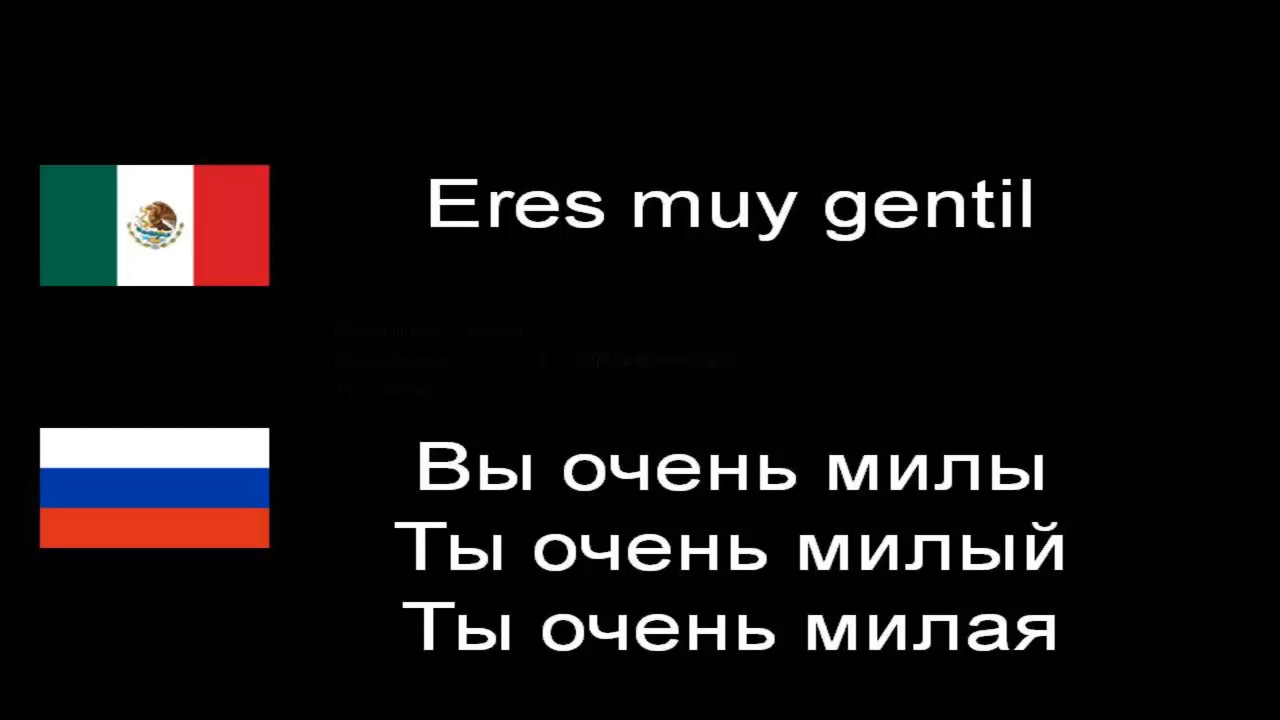 Eres muy gentil
Вы очень милы
Ты очень милый
Ты очень милая